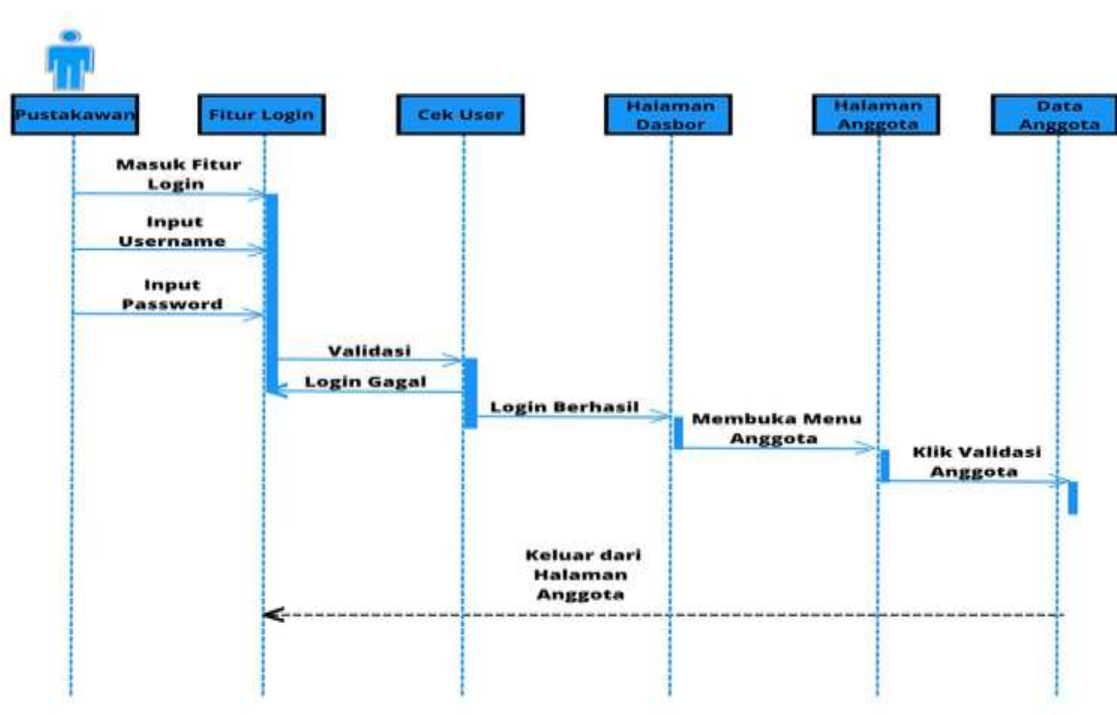 Pustakawan
Fitur Login
Cek User
Halaman
Dasbor
Halaman
Anggota
Data
Anggota
Masuk Fitur
Login
Input
Username
Input
Password
Validasi
Login Gagal
Login Berhasil
Membuka Menu
Anggota
Klik Validasi
Anggota
Keluar dari
Halaman
Anggota